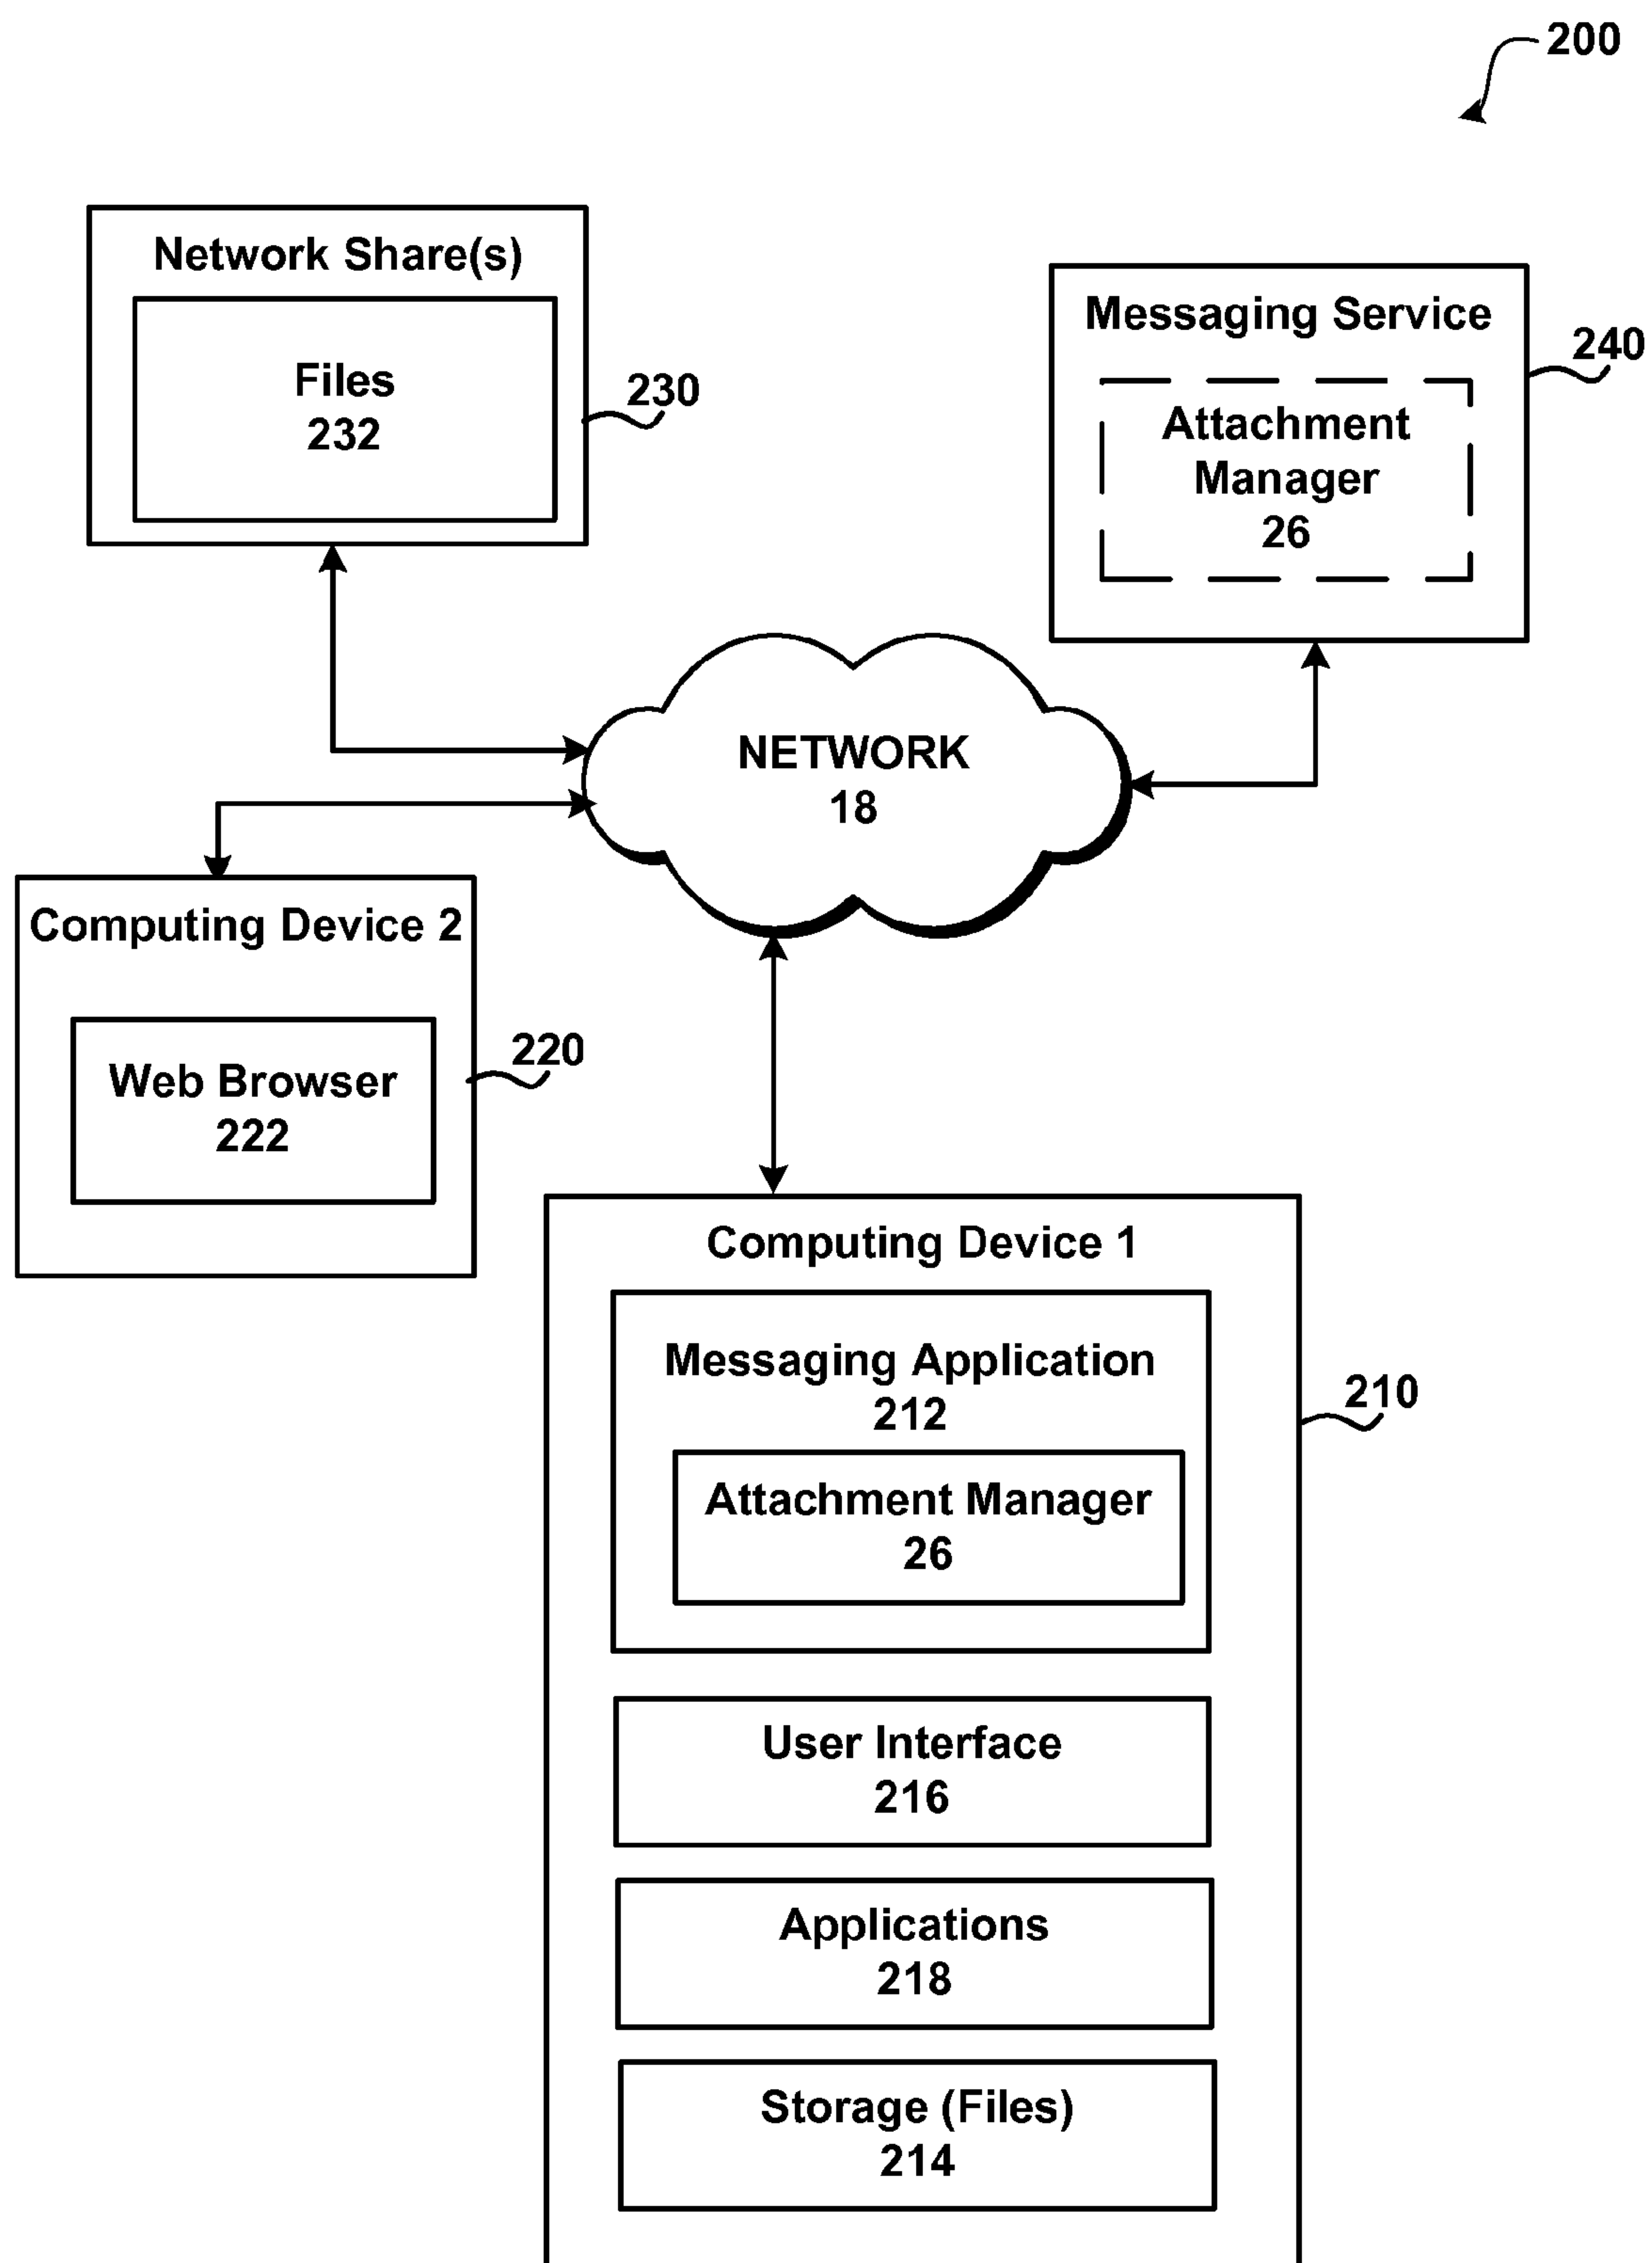 200
Network Share(s)
Files
232
230
Messaging Service
Attachment
Manager
26
240
NETWORK
18
Computing Device 2
Web Browser
222
220
Computing Device 1
Messaging Application
212
Attachment Manager
26
210
User Interface
216
Applications
218
Storage (Files)
214